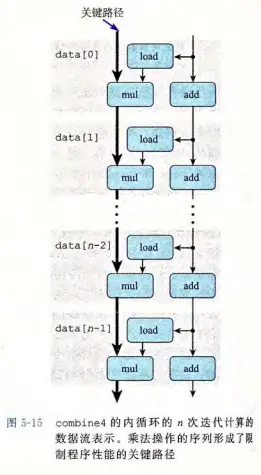 关键路径
data[0]
load
mul
add
data[1]
load
mul
add
data[n-2]
load
mul
add
data[n-1]
load
mul
add
图 5-15 combine4 的内循环的 n 次迭代计算的
数据流表示。乘法操作的序列形成了限
制程序性能的关键路径